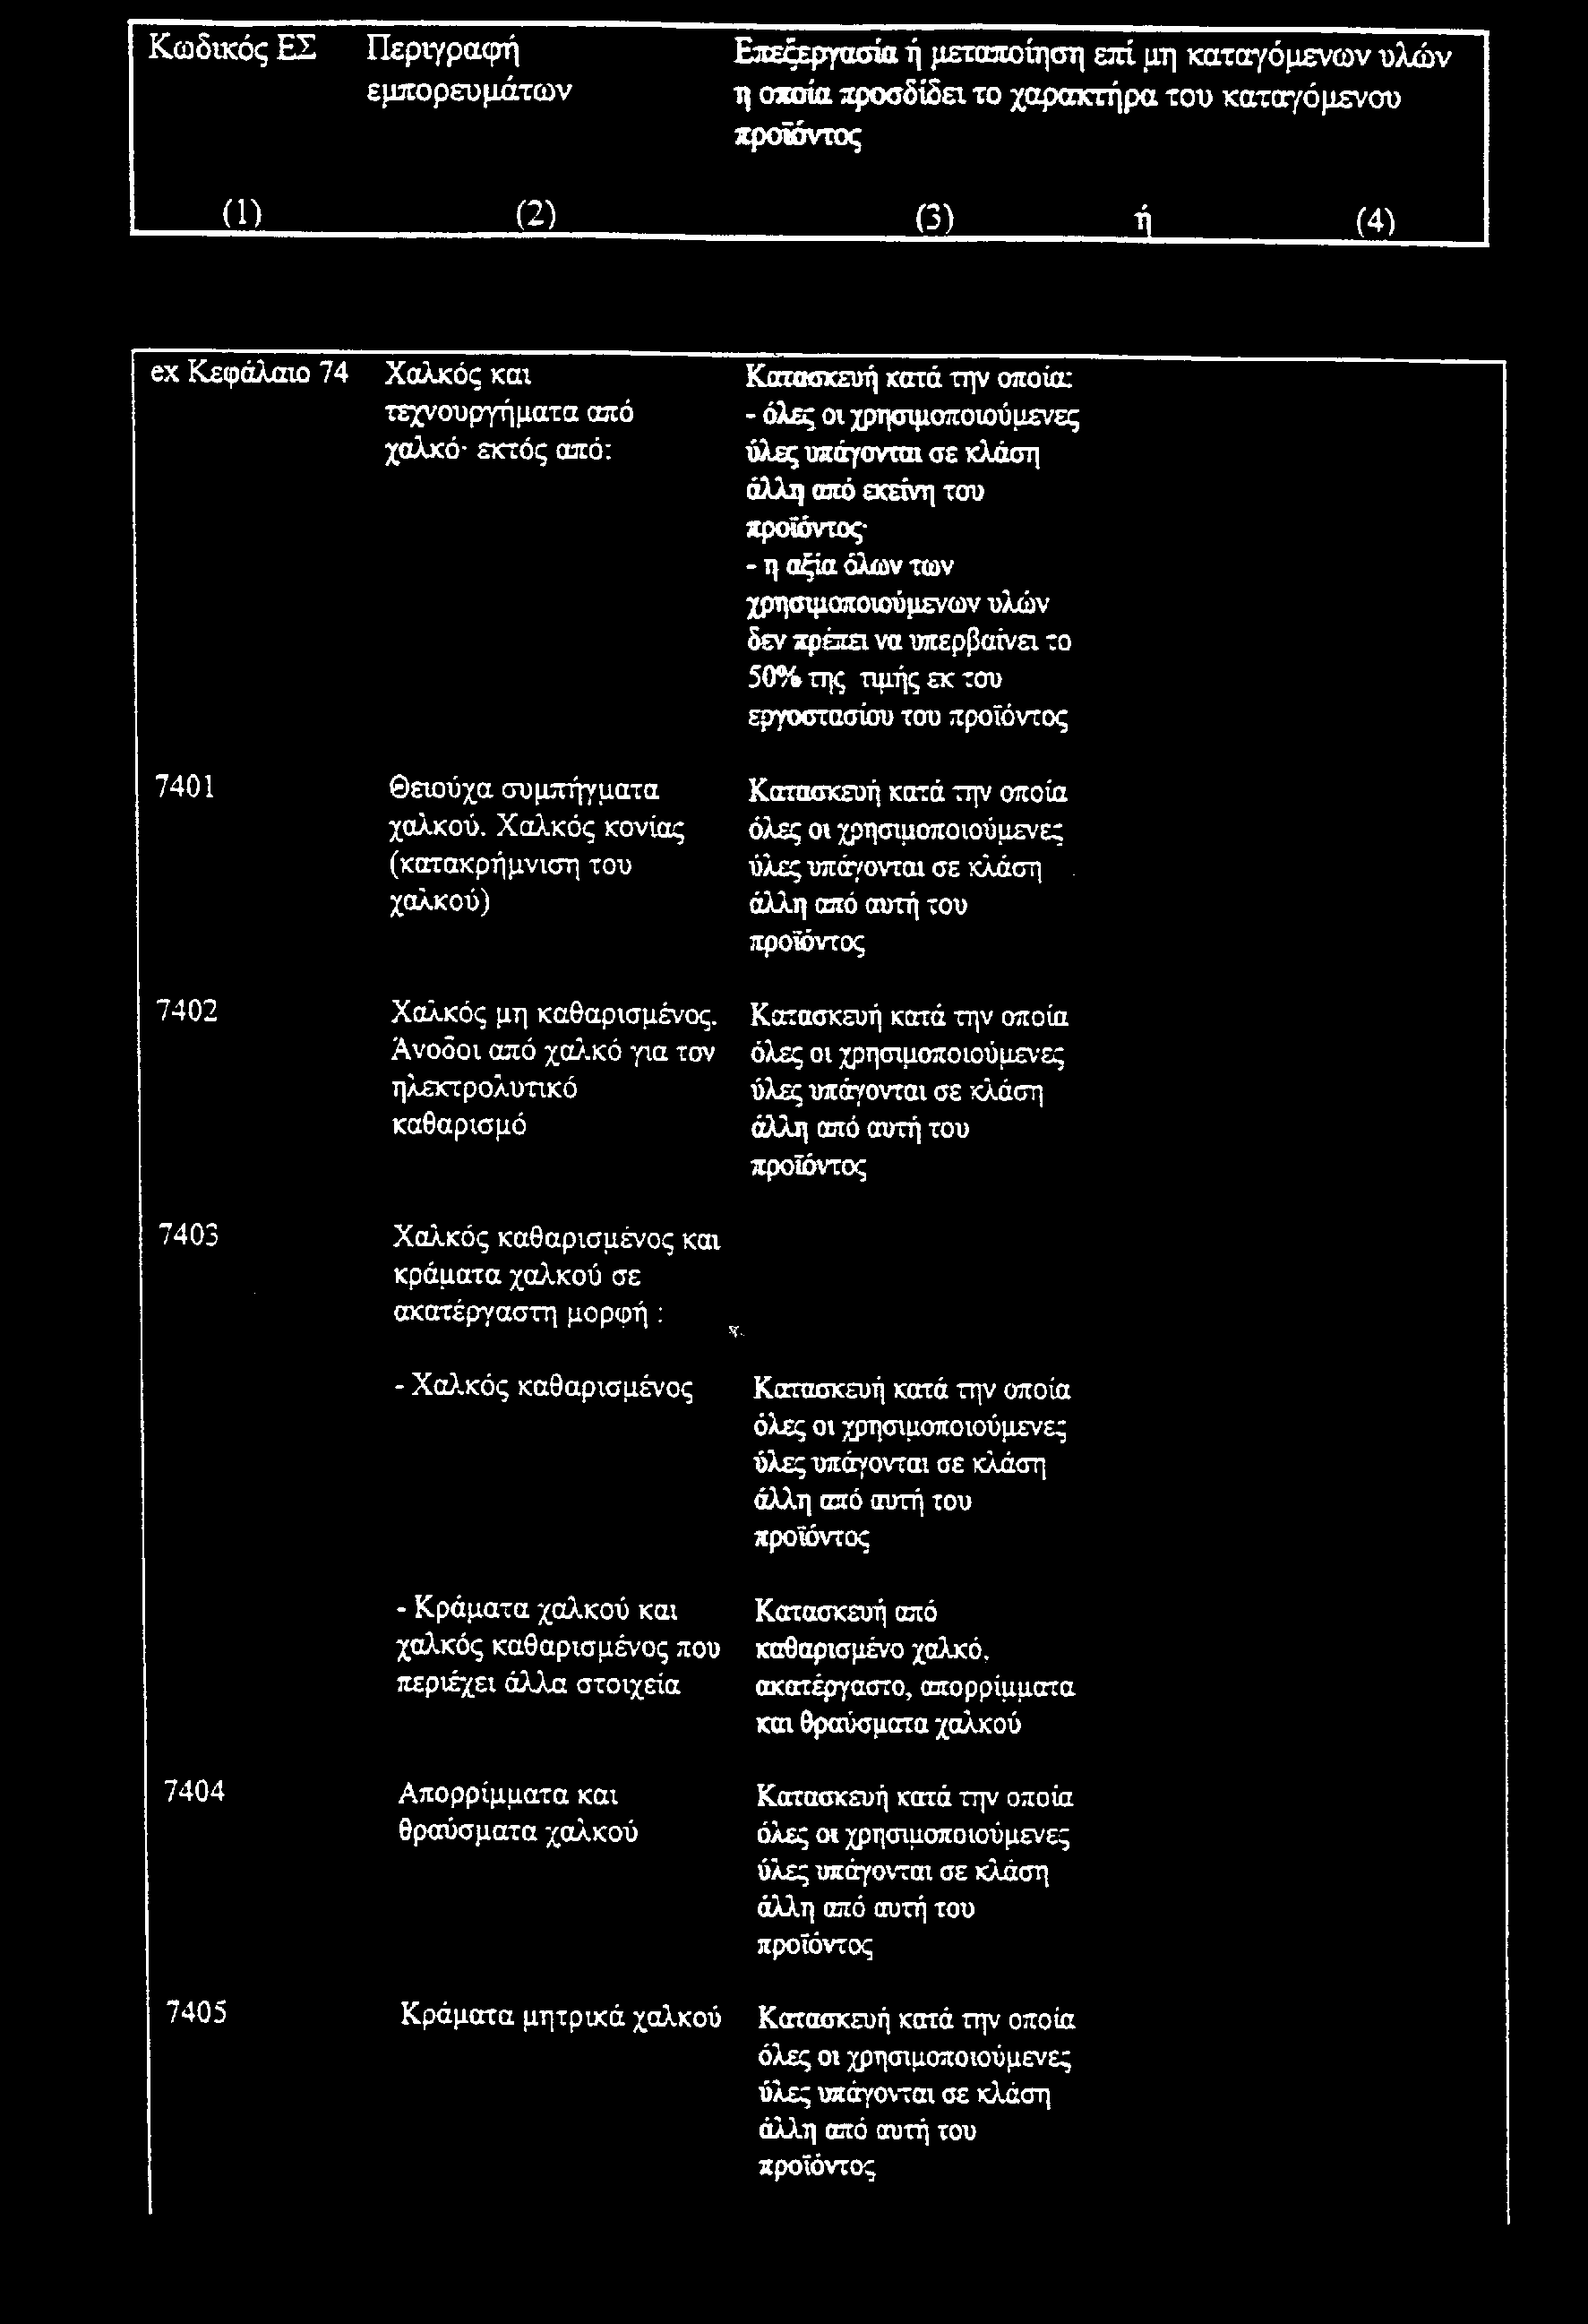 Κωδικός ΕΣ Περιγραφή εμπορευμάτων Επεξεργασία ή μεταποίηση επί μη καταγόμενων υλών η οποία προσδίδει το χαρακτήρα του καταγόμενου προϊόντος
(1) (2) (3) ή (4)
ex Κεφάλαιο 74
Χαλκός και
τεχνουργήματα από
χαλκό· εκτός από:
Κατασκευή κατά την οποία:
- όλες οι χρησιμοποιούμενες
ύλες υπάγονται σε κλάση
άλλη από εκείνη του
προϊόντος·
- η αξία όλων των
χρησιμοποιούμενων υλών
δεν πρέπει να υπερβαίνει το
50% της τιμής εκ του
εργοστασίου του προϊόντος
7401
Θειούχα συμπήγματα
χαλκού. Χαλκός κονίας
(κατακρήμνιση του
χαλκού)
Κατασκευή κατά την οποία
όλες οι χρησιμοποιούμενες
ύλες υπάγονται σε κλάση
άλλη από αυτή του
προϊόντος
7402
Χαλκός μη καθαρισμένος.
Άνοδοι από χαλκό για τον
ηλεκτρολυτικό
καθαρισμό
Κατασκευή κατά την οποία
όλες οι χρησιμοποιούμενες
ύλες υπάγονται σε κλάση
άλλη από αυτή του
προϊόντος
7403
Χαλκός καθαρισμένος και
κράματα χαλκού σε
ακατέργαστη μορφή :
- Χαλκός καθαρισμένος
Κατασκευή κατά την οποία
όλες οι χρησιμοποιούμενες
ύλες υπάγονται σε κλάση
άλλη από αυτή του
προϊόντος
- Κράματα χαλκού και
χαλκός καθαρισμένος που
περιέχει άλλα στοιχεία
Κατασκευή από
καθαρισμένο χαλκό,
ακατέργαστο, απορρίμματα
και θραύσματα χαλκού
7404
Απορρίμματα και
θραύσματα χαλκού
Κατασκευή κατά την οποία
όλες οι χρησιμοποιούμενες
ύλες υπάγονται σε κλάση
άλλη από αυτή του
προϊόντος
7405
Κράματα μητρικά χαλκού
Κατασκευή κατά την οποία
όλες οι χρησιμοποιούμενες
ύλες υπάγονται σε κλάση
άλλη από αυτή του
προϊόντος